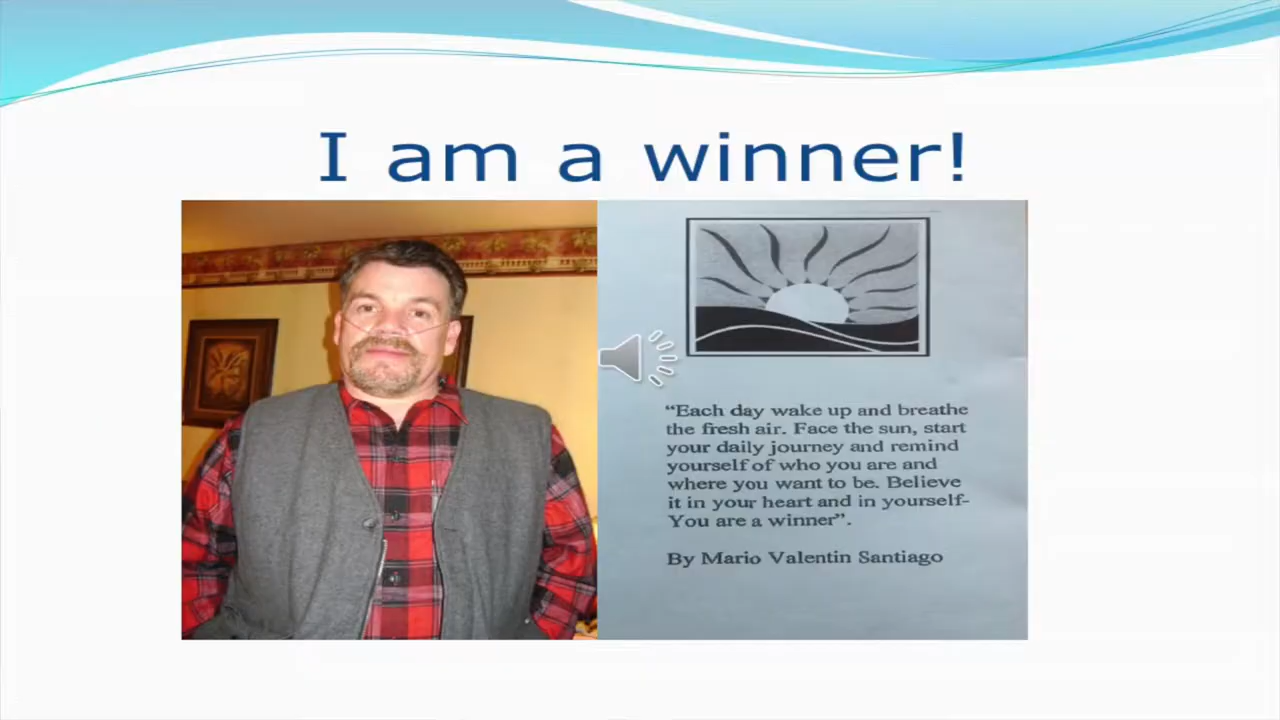 I am a winner!
“Each day wake up and breathe
the fresh air. Face the sun, start
your daily journey and remind
yourself of who you are and
where you want to be. Believe
it in your heart and in yourself-
You are a winner”.
By Mario Valentin Santiago